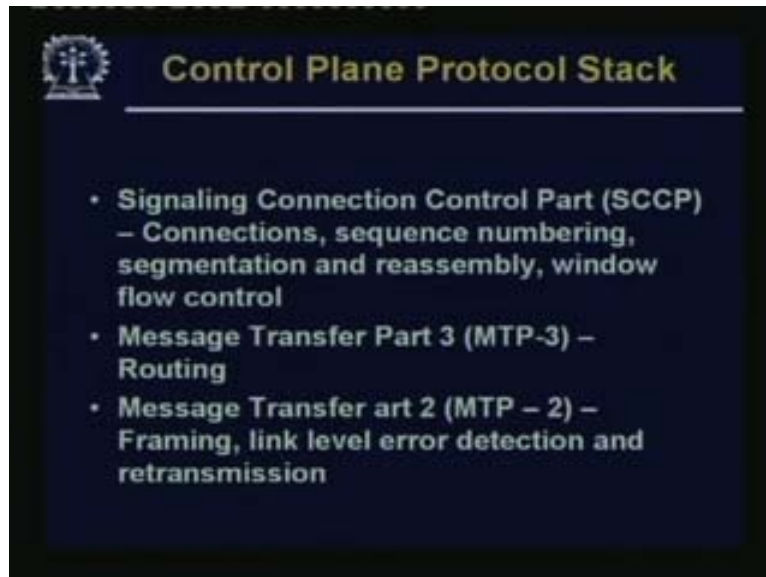 Control Plane Protocol Stack
• Signaling Connection Control Part (SCCP)
– Connections, sequence numbering,
segmentation and reassembly, window
flow control
• Message Transfer Part 3 (MTP-3) –
Routing
• Message Transfer art 2 (MTP – 2) –
Framing, link level error detection and
retransmission